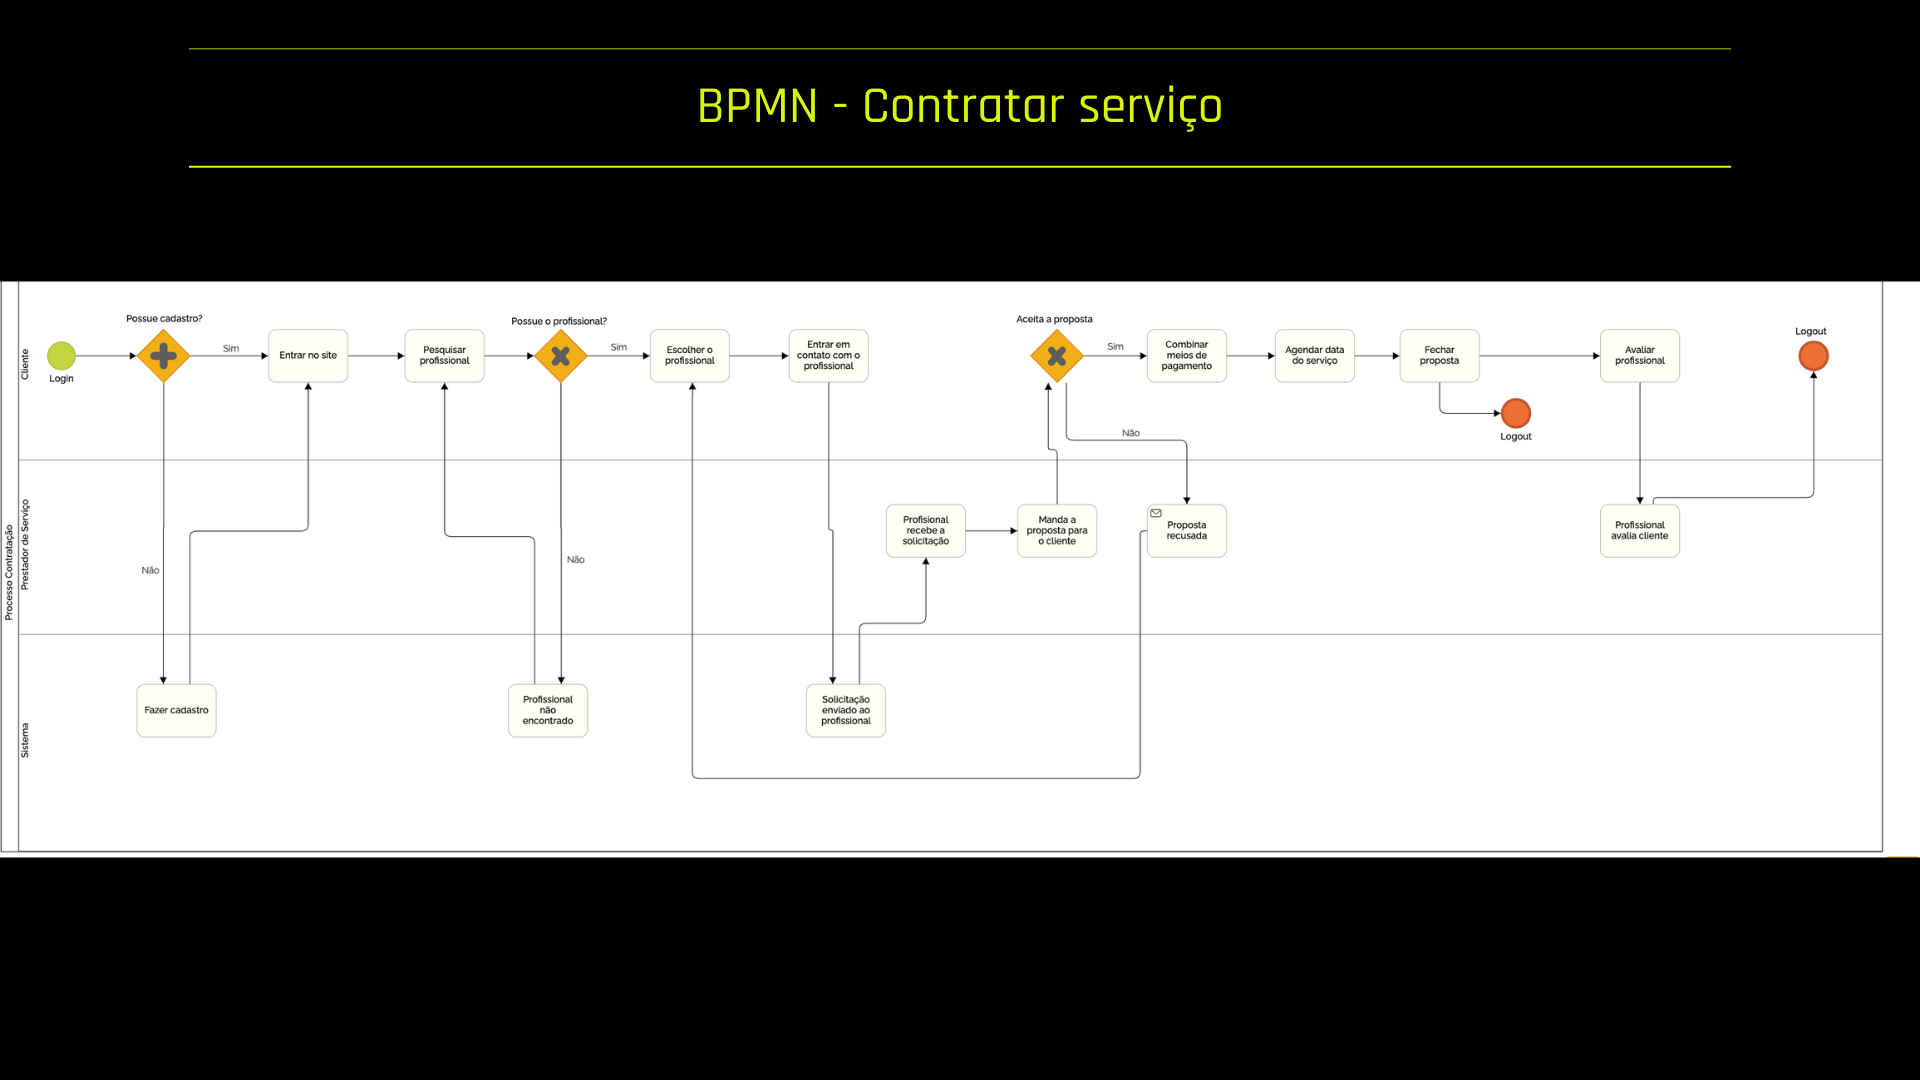 BPMN - Contratar serviço
Processo Contratação
Cliente
Login
Possue cadastro?
Sim
Não
Entrar no site
Pesquisar
profissional
Possue o profissional?
Sim
Não
Escolher o
profissional
Entrar em
contato com o
profissional
Aceita a proposta
Sim
Não
Combinar
meios de
pagamento
Agendar data
do serviço
Fechar
proposta
Logout
Avaliar
profissional
Logout
Prestador de Serviço
Profisional
recebe a
solicitação
Manda a
proposta para
o cliente
Proposta
recusada
Profissional
avalia cliente
Sistema
Fazer cadastro
Profissional
não
encontrado
Solicitação
enviado ao
profissional